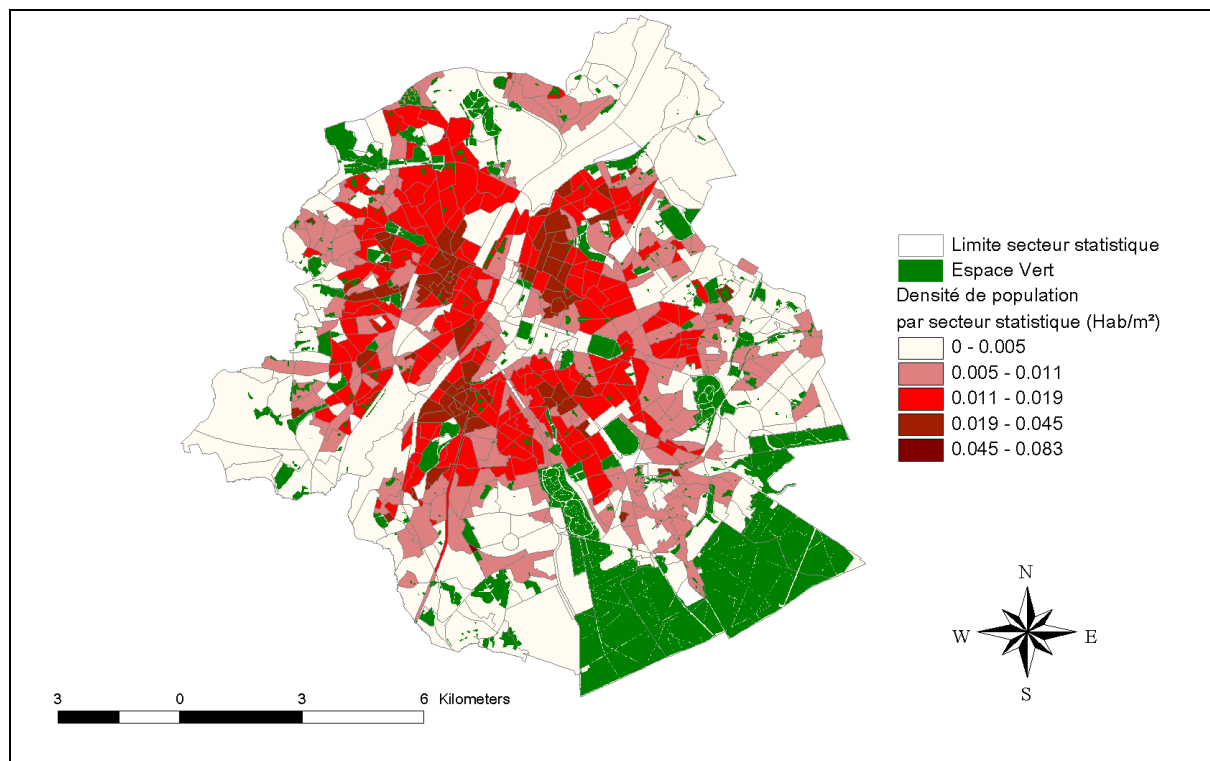 Limite secteur statistique
Espace Vert
Densité de population
par secteur statistique (Hab/m²)
0 - 0.005
0.005 - 0.011
0.011 - 0.019
0.019 - 0.045
0.045 - 0.083
N
W E
S
3 0 3 6 Kilometers